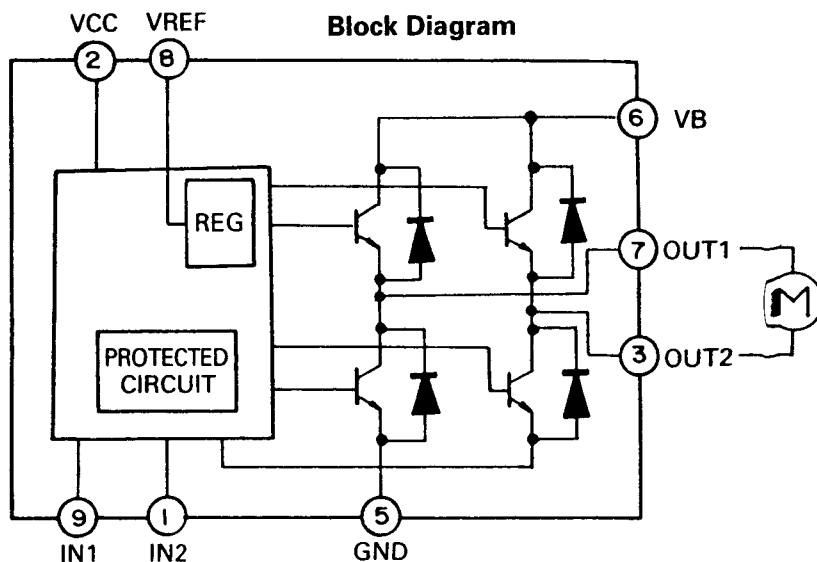 Block Diagram
VCC VREF
2 8
6 VB
REG
7 OUT1
M
PROTECTED
CIRCUIT
3 OUT2
9 1 5
IN1 IN2 GND